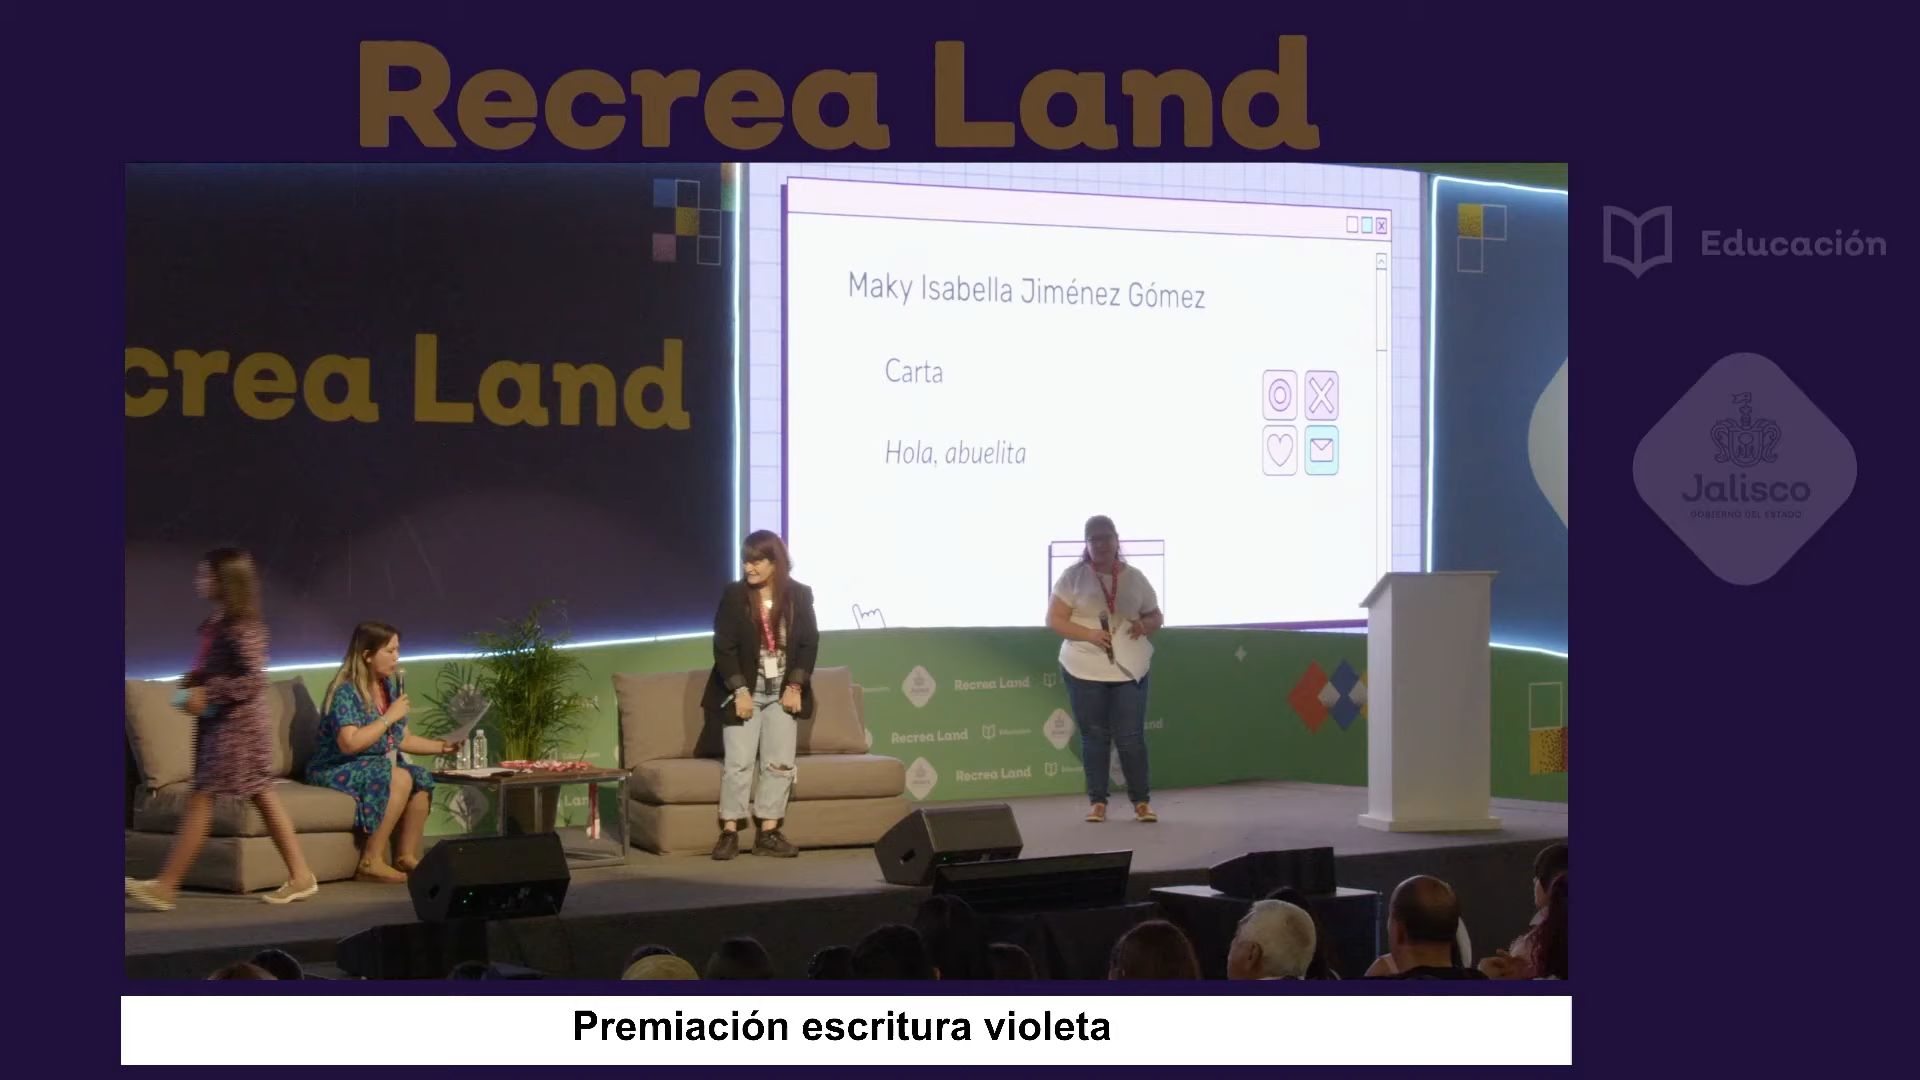 Recrea Land
Educación
Jalisco
GOBIERNO DEL ESTADO
crea Land
Maky Isabella Jiménez Gómez
Carta
Hola, abuelita
Recrea Land
Recrea Land
Recrea Land
Premiación escritura violeta